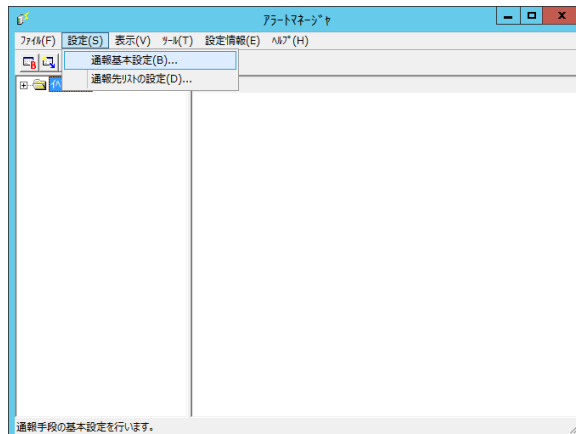 ｱﾗｰﾄﾏﾈｰｼﾞｬ
ﾌｧｲﾙ(F) 設定(S) 表示(V) ﾂｰﾙ(T) 設定情報(E) ﾍﾙﾌﾟ(H)
通報基本設定(B)...
通報先ﾘｽﾄの設定(D)...
通報手段の基本設定を行います。